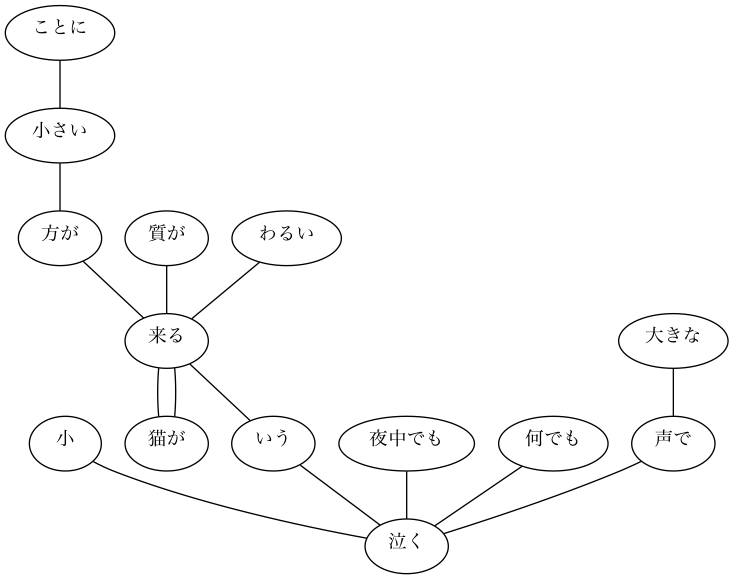 ことに
小さい
方が 質が わるい
来る 大きな
小 猫が いう 夜中でも 何でも 声で
泣く